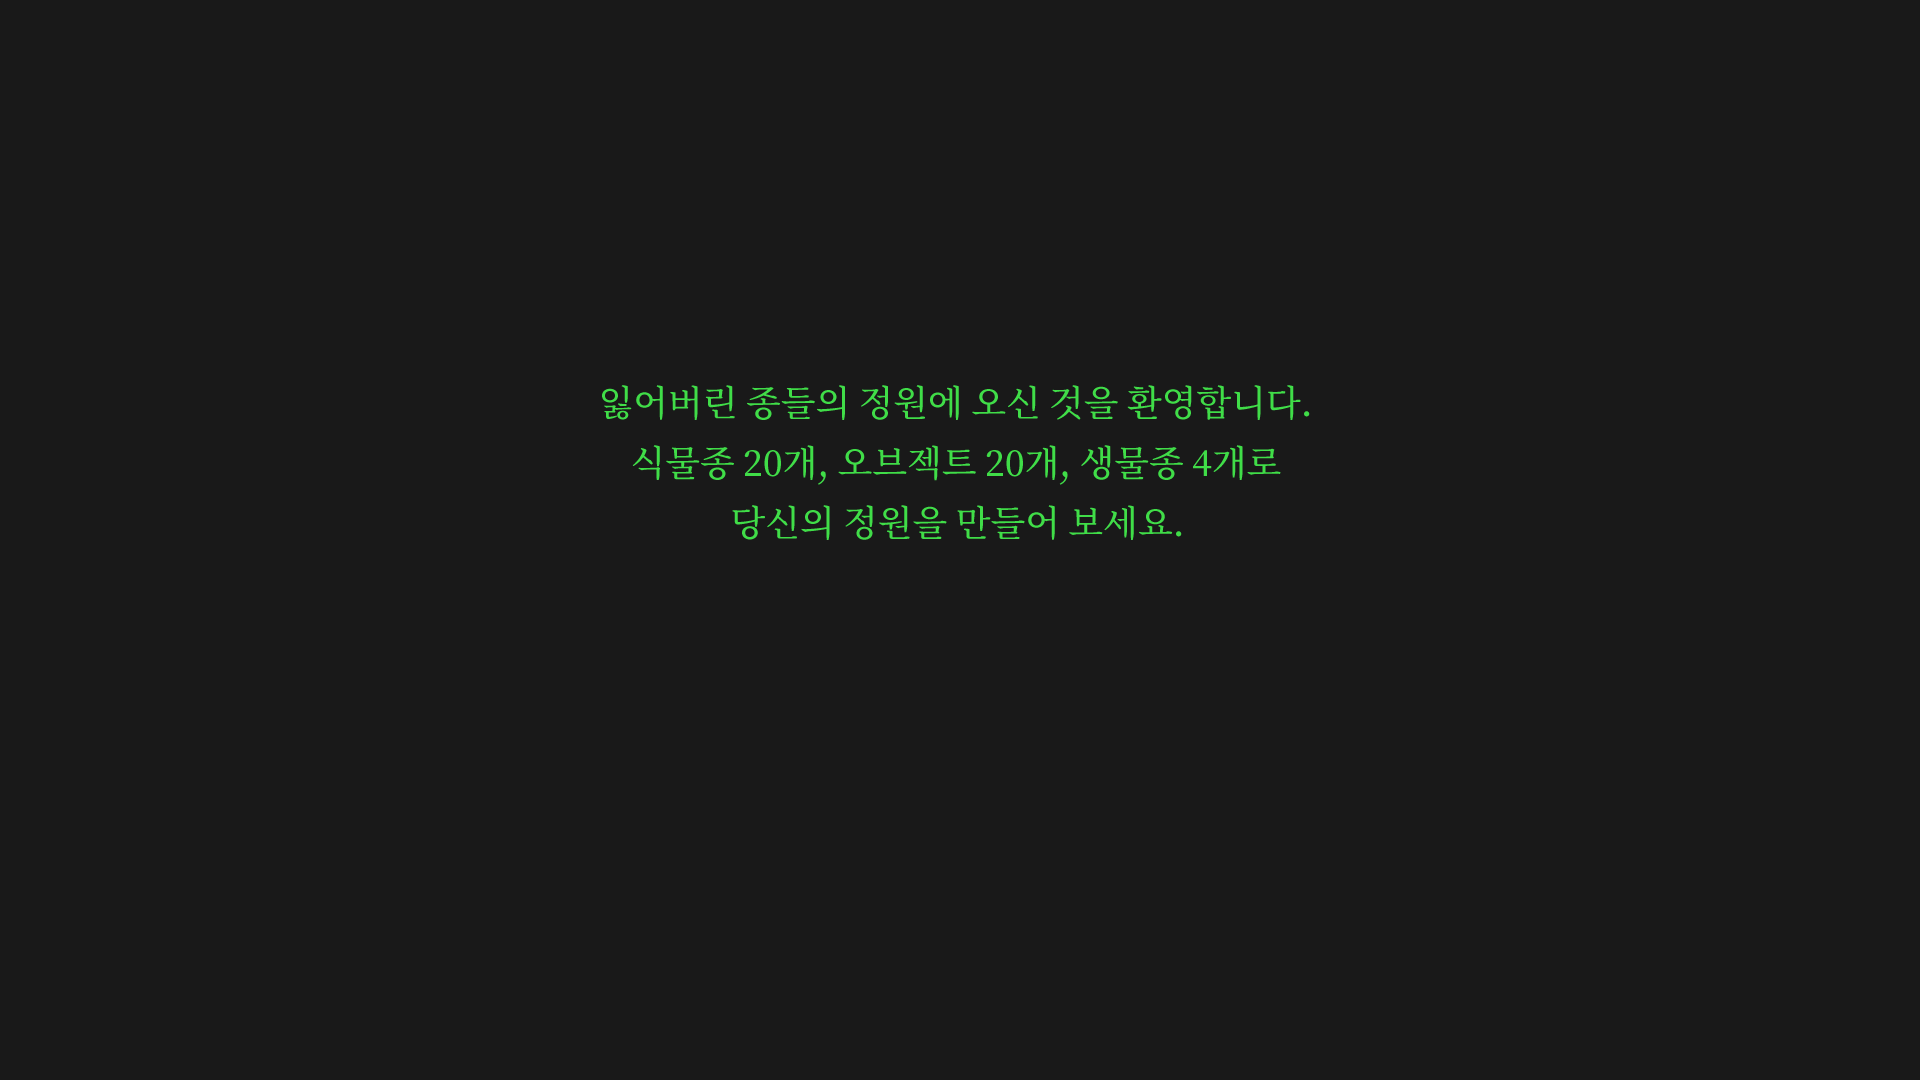 잃어버린 종들의 정원에 오신 것을 환영합니다.
식물종 20개, 오브젝트 20개, 생물종 4개로
당신의 정원을 만들어 보세요.